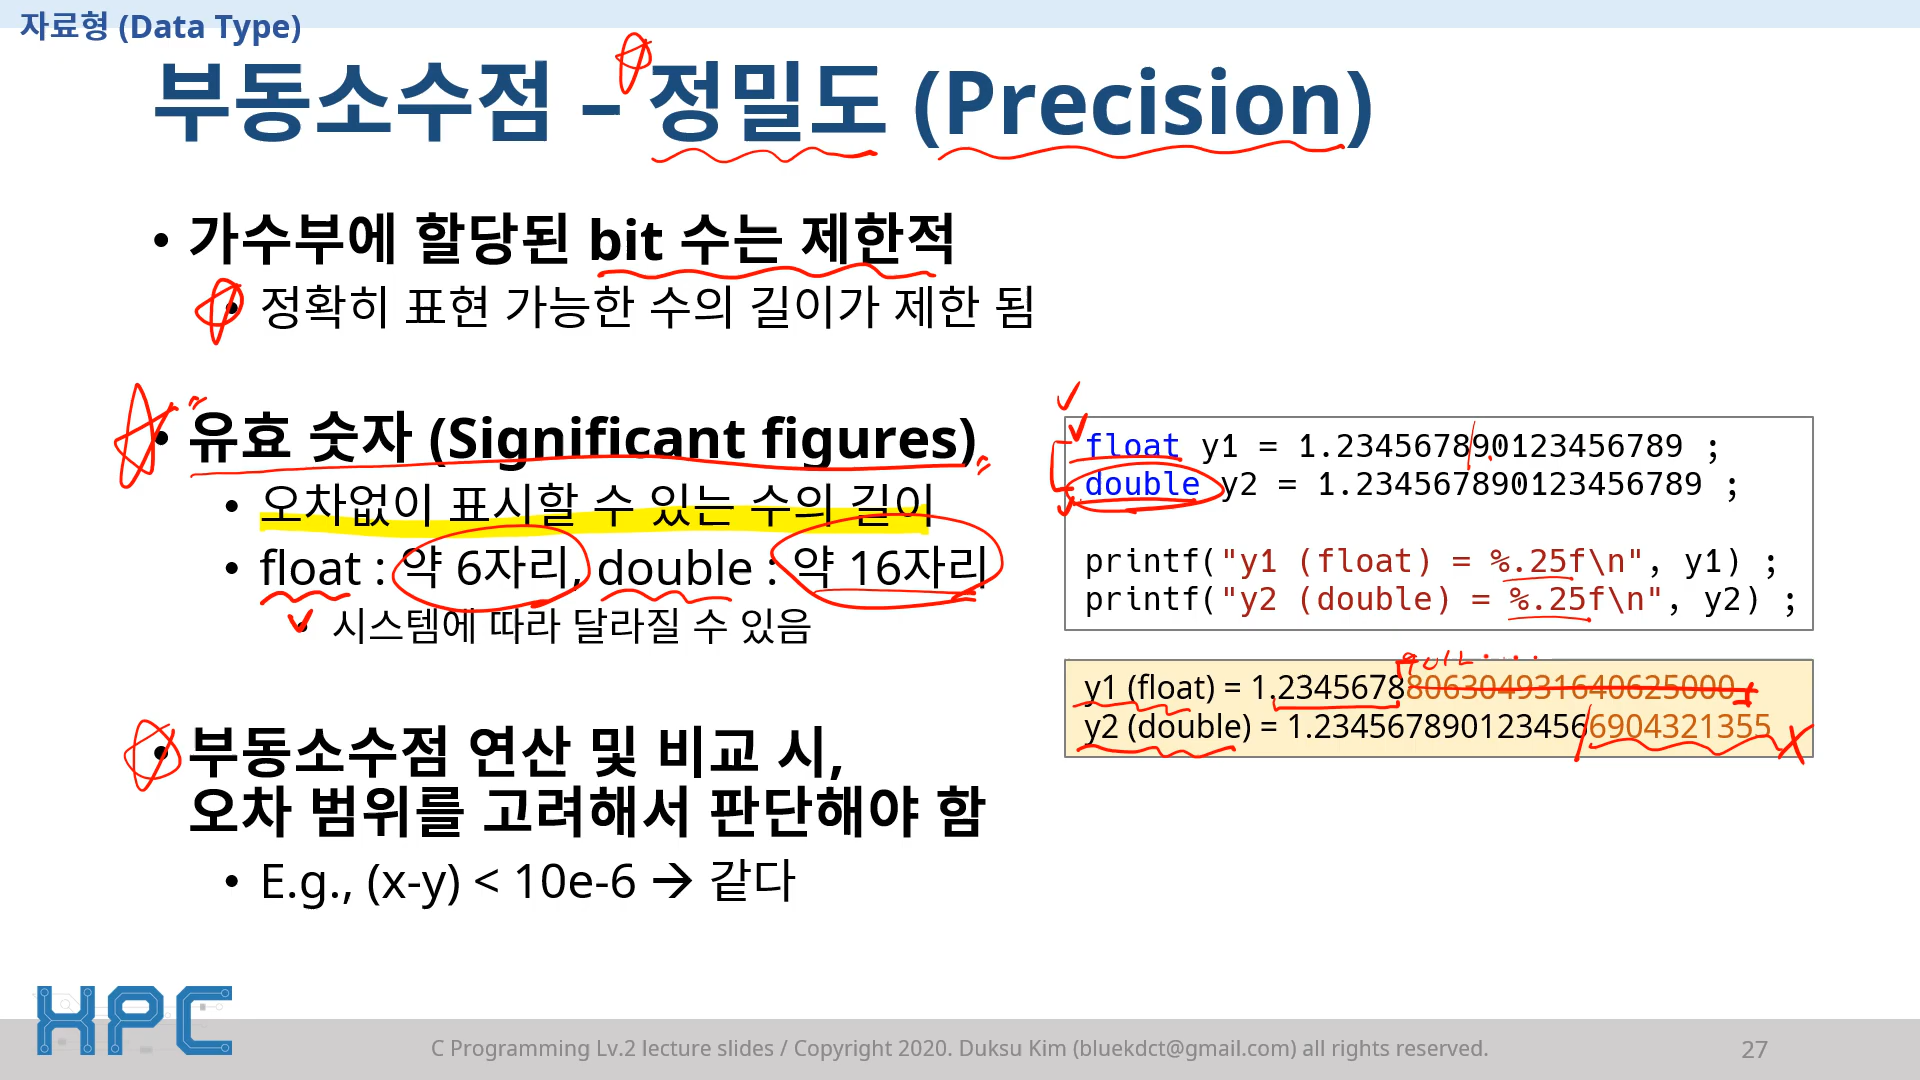 자료형 (Data Type)
부동소수점 – 정밀도 (Precision)
• 가수부에 할당된 bit 수는 제한적
• 정확히 표현 가능한 수의 길이가 제한 됨
• 유효 숫자 (Significant figures)
• 오차없이 표시할 수 있는 수의 길이
• float : 약 6자리, double : 약 16자리
• 시스템에 따라 달라질 수 있음
• 부동소수점 연산 및 비교 시,
오차 범위를 고려해서 판단해야 함
• E.g., (x-y) < 10e-6 → 같다
float y1 = 1.234567890123456789 ;
double y2 = 1.234567890123456789 ;
printf("y1 (float) = %.25f\n", y1) ;
printf("y2 (double) = %.25f\n", y2) ;
y1 (float) = 1.2345678806304931640625000
y2 (double) = 1.2345678901234566904321355
HPC
C Programming Lv.2 lecture slides / Copyright 2020. Duksu Kim (bluekdct@gmail.com) all rights reserved.
27